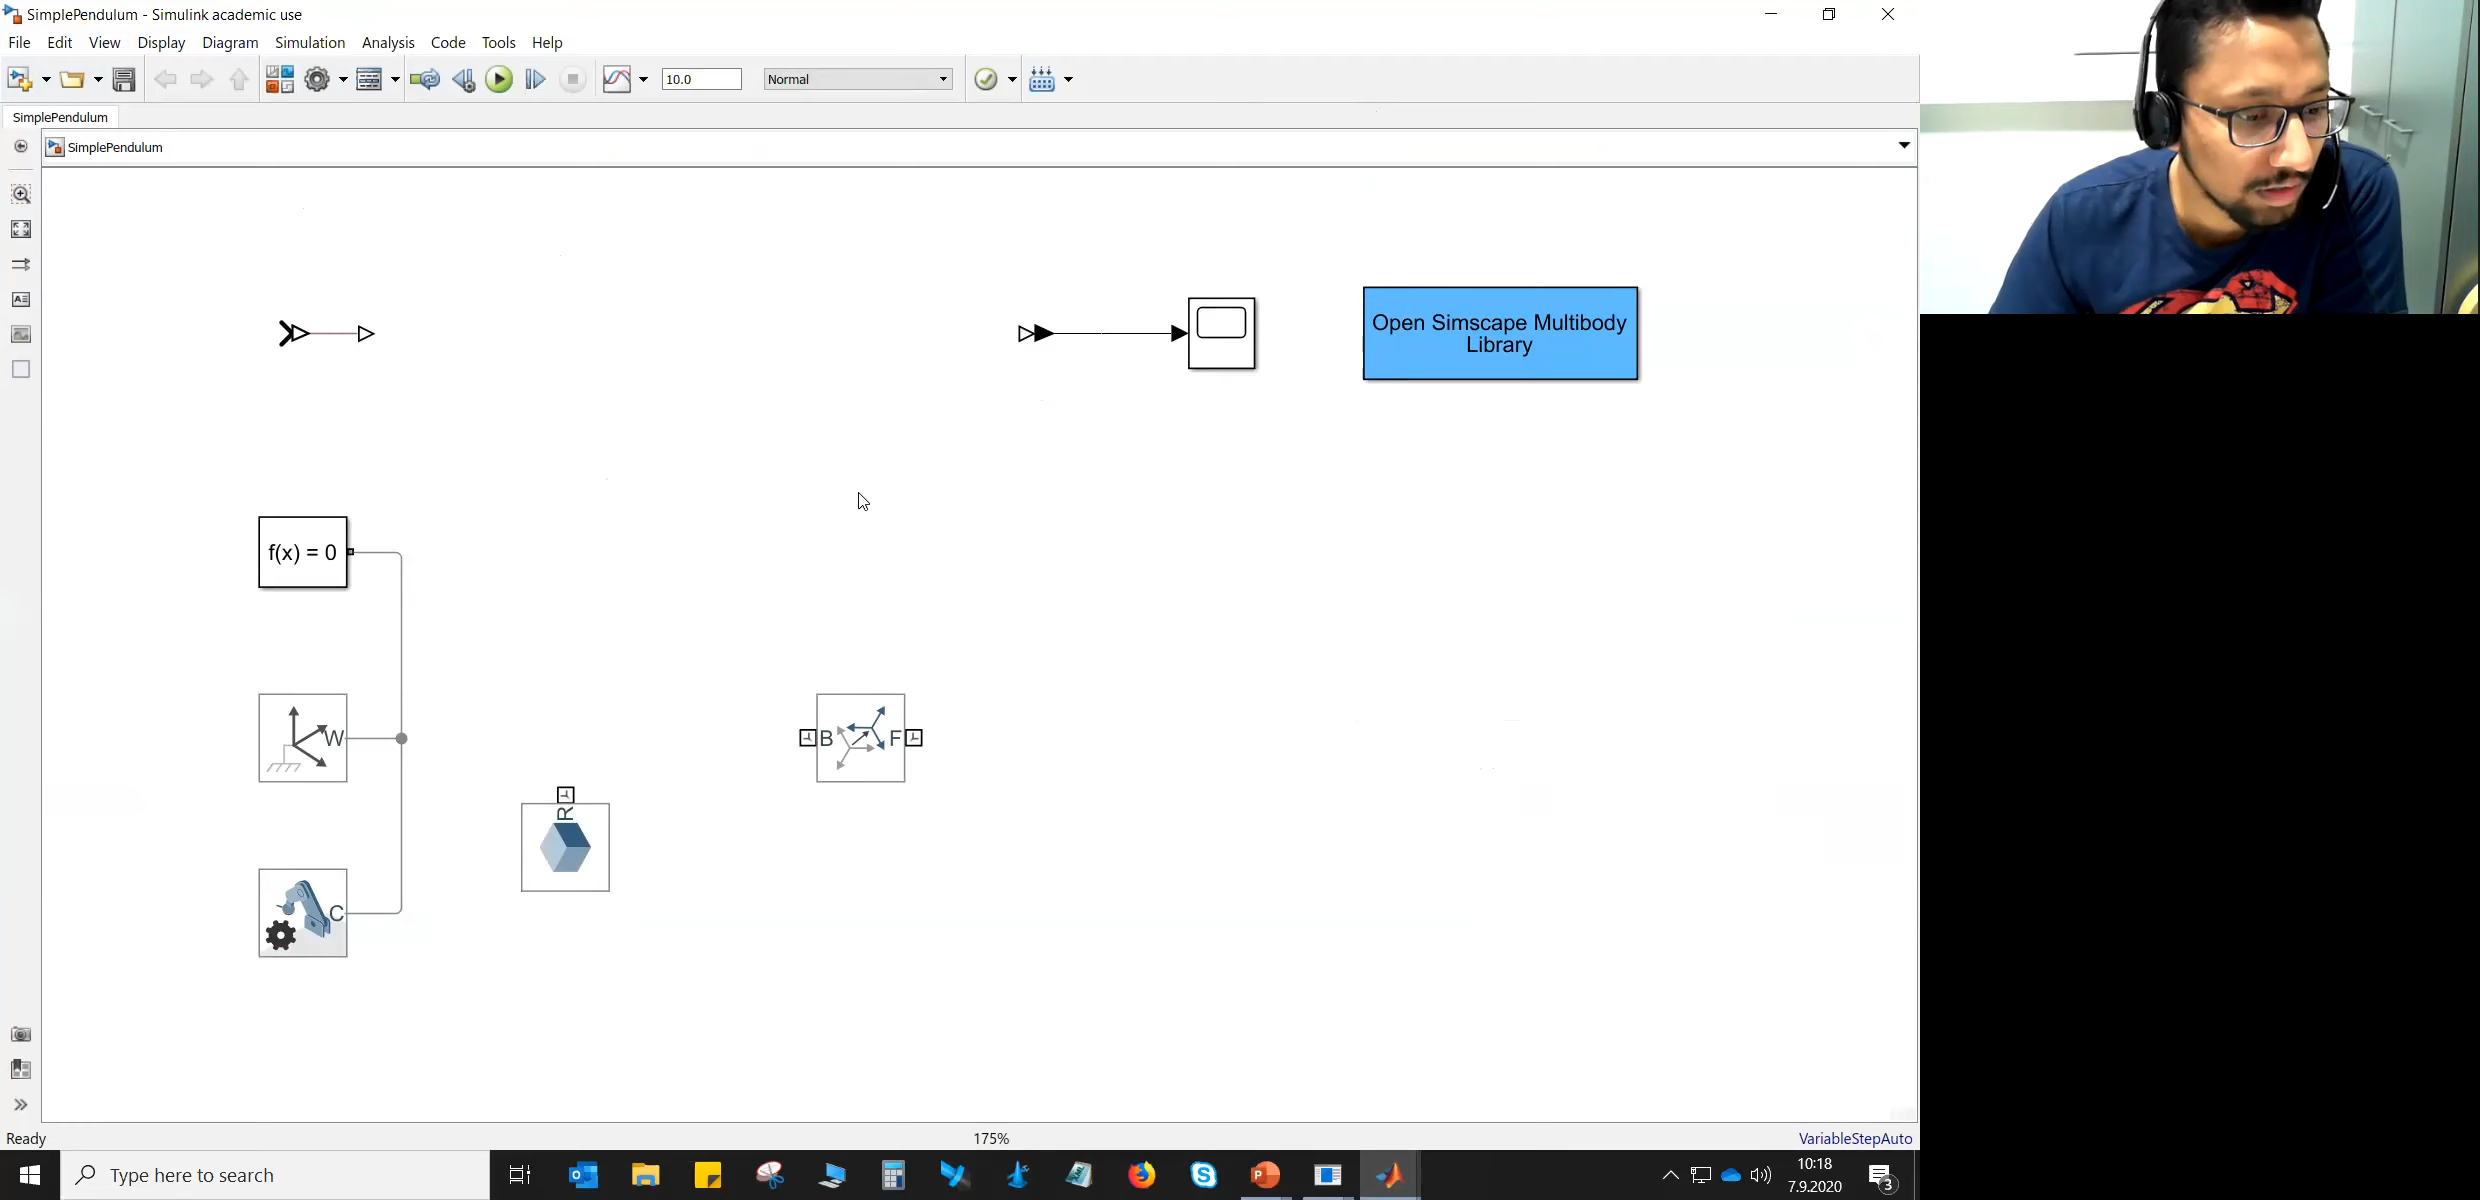 SimplePendulum - Simulink academic use
File Edit View Display Diagram Simulation Analysis Code Tools Help
10.0 Normal
SimplePendulum
SimplePendulum
Open Simscape Multibody
Library
f(x) = 0
W
B F
R
C
Ready 175% VariableStepAuto
Type here to search
10:18
7.9.2020
3